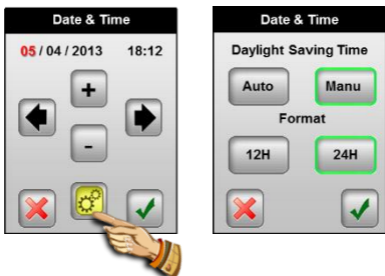 Date & Time
05 / 04 / 2013 18:12
+
-
Date & Time
Daylight Saving Time
Auto Manu
Format
12H 24H